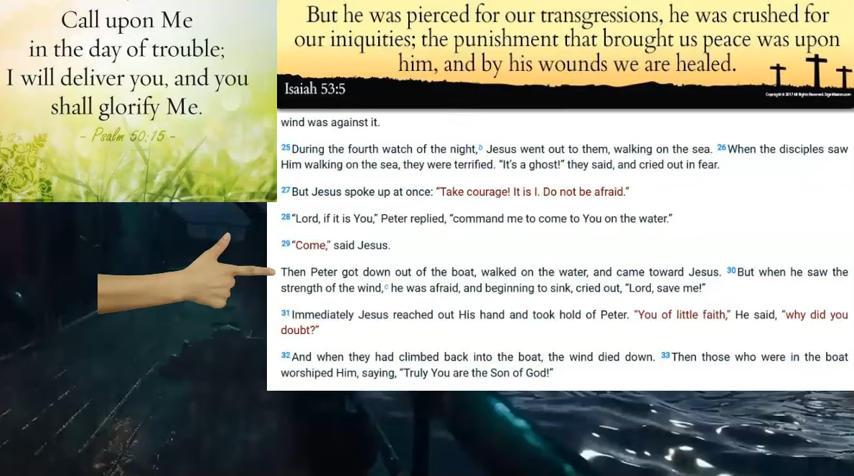 Call upon Me
in the day of trouble;
I will deliver you, and you
shall glorify Me.
- Psalm 50:15 -
But he was pierced for our transgressions, he was crushed for
our iniquities; the punishment that brought us peace was upon
him, and by his wounds we are healed.
Isaiah 53:5
wind was against it.
25 During the fourth watch of the night,b Jesus went out to them, walking on the sea. 26 When the disciples saw
Him walking on the sea, they were terrified. “It’s a ghost!” they said, and cried out in fear.
27 But Jesus spoke up at once: “Take courage! It is I. Do not be afraid.”
28 “Lord, if it is You,” Peter replied, “command me to come to You on the water.”
29 “Come,” said Jesus.
Then Peter got down out of the boat, walked on the water, and came toward Jesus. 30 But when he saw the
strength of the wind,c he was afraid, and beginning to sink, cried out, “Lord, save me!”
31 Immediately Jesus reached out His hand and took hold of Peter. “You of little faith,” He said, “why did you
doubt?”
32 And when they had climbed back into the boat, the wind died down. 33 Then those who were in the boat
worshiped Him, saying, “Truly You are the Son of God!”